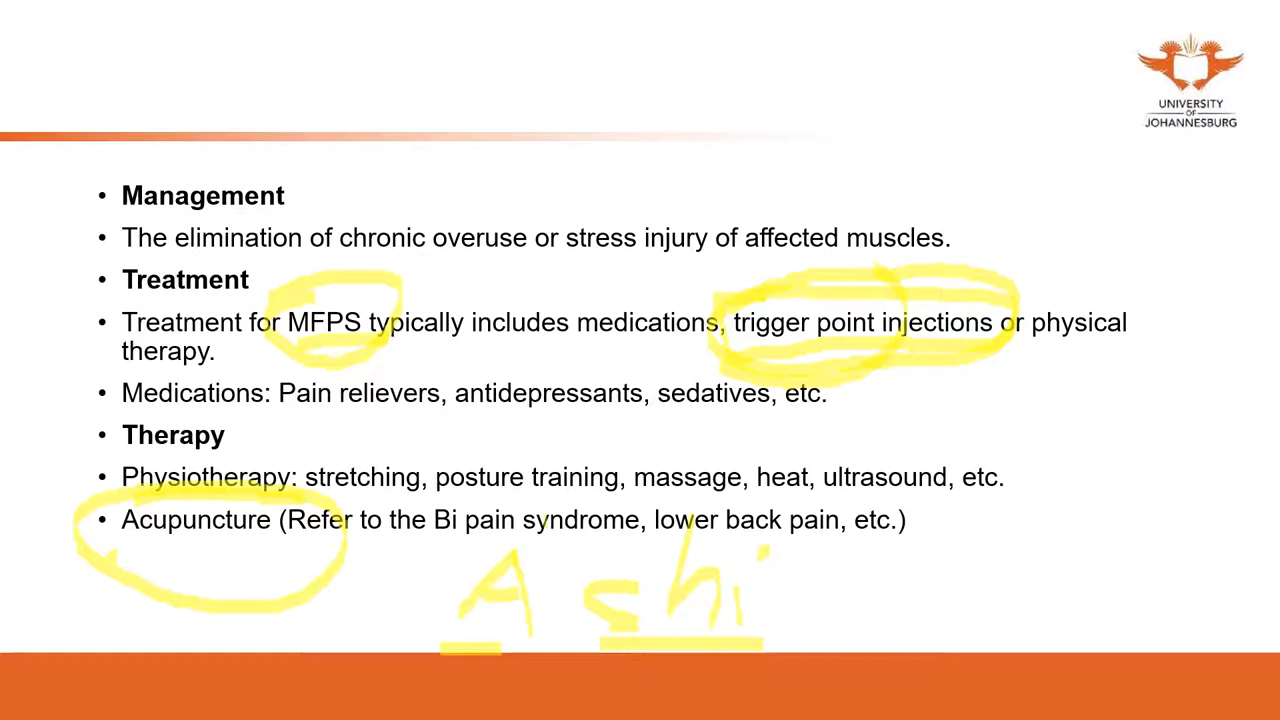 UNIVERSITY
OF
JOHANNESBURG
• Management
• The elimination of chronic overuse or stress injury of affected muscles.
• Treatment
• Treatment for MFPS typically includes medications, trigger point injections or physical
therapy.
• Medications: Pain relievers, antidepressants, sedatives, etc.
• Therapy
• Physiotherapy: stretching, posture training, massage, heat, ultrasound, etc.
• Acupuncture (Refer to the Bi pain syndrome, lower back pain, etc.)
A shi